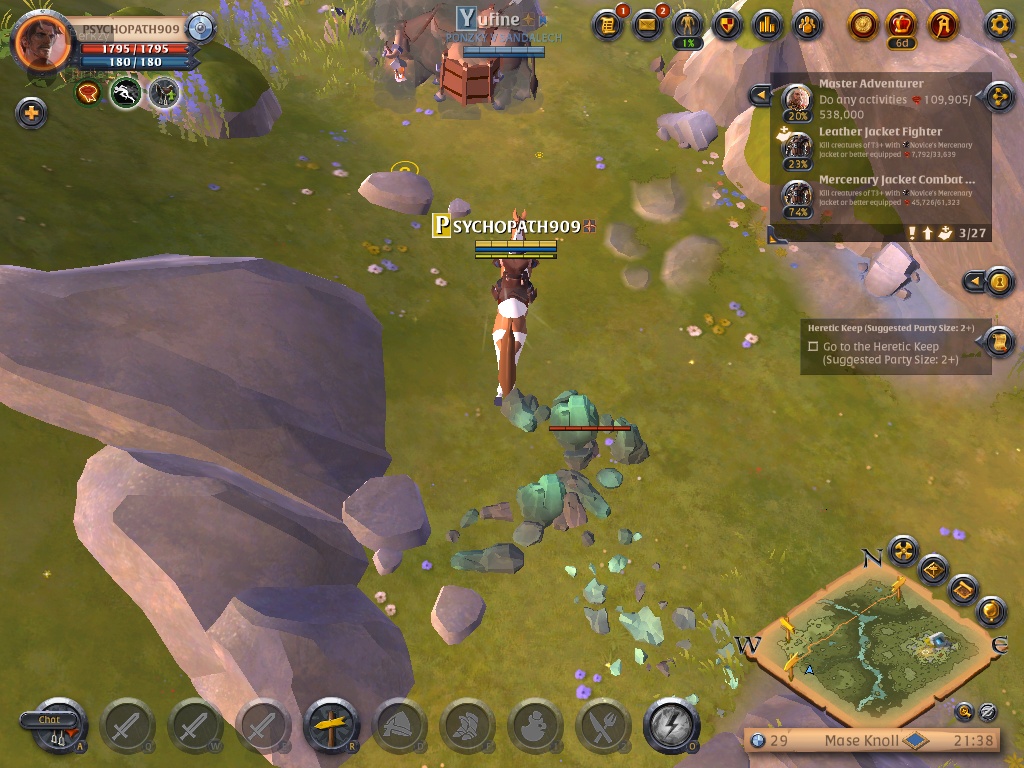 PSYCHOPATH909
1795 / 1795
180 / 180
Yufine
1
2
1%
6d
Master Adventurer
Do any activities 109,905/
538,000
20%
Leather Jacket Fighter
Kill creatures of T3+ with Novice's Mercenary
Jacket or better equipped 7,792/33,639
23%
Mercenary Jacket Combat ...
Kill creatures of T3+ with Novice's Mercenary
Jacket or better equipped 45,726/61,323
74%
3/27
PSYCHOPATH909
Heretic Keep (Suggested Party Size: 2+)
Go to the Heretic Keep
(Suggested Party Size: 2+)
N
W
E
Chat
A
Q
W
R
O
29
Mase Knoll
21:38